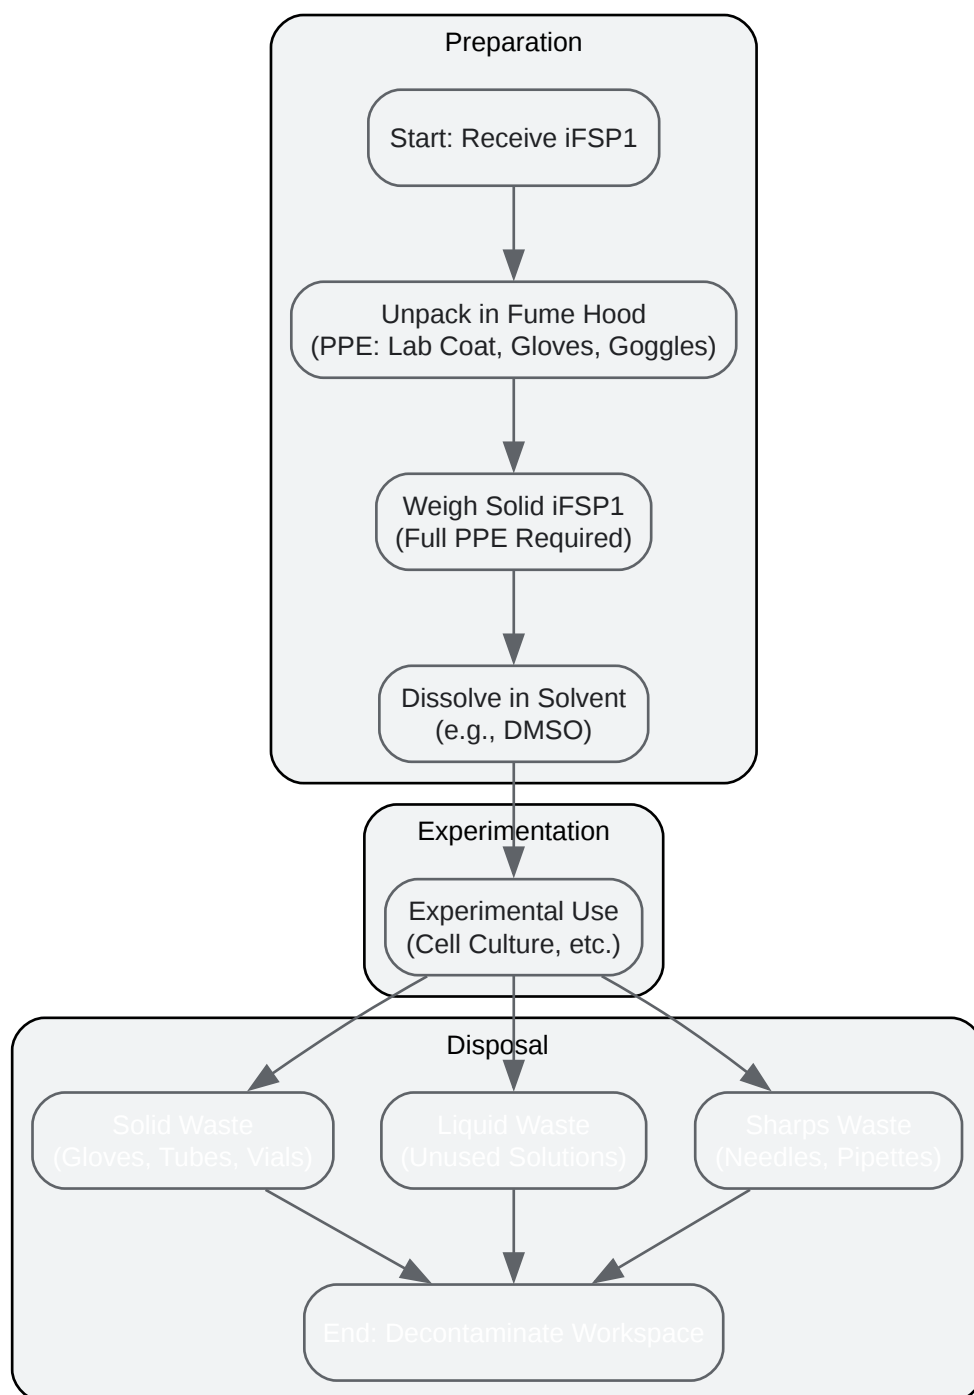 Preparation
Start: Receive iFSP1
Unpack in Fume Hood
(PPE: Lab Coat, Gloves, Goggles)
Weigh Solid iFSP1
(Full PPE Required)
Dissolve in Solvent
(e.g., DMSO)
Experimentation
Experimental Use
(Cell Culture, etc.)
Disposal
Solid Waste
(Gloves, Tubes, Vials)
Liquid Waste
(Unused Solutions)
Sharps Waste
(Needles, Pipettes)
End: Decontaminate Workspace